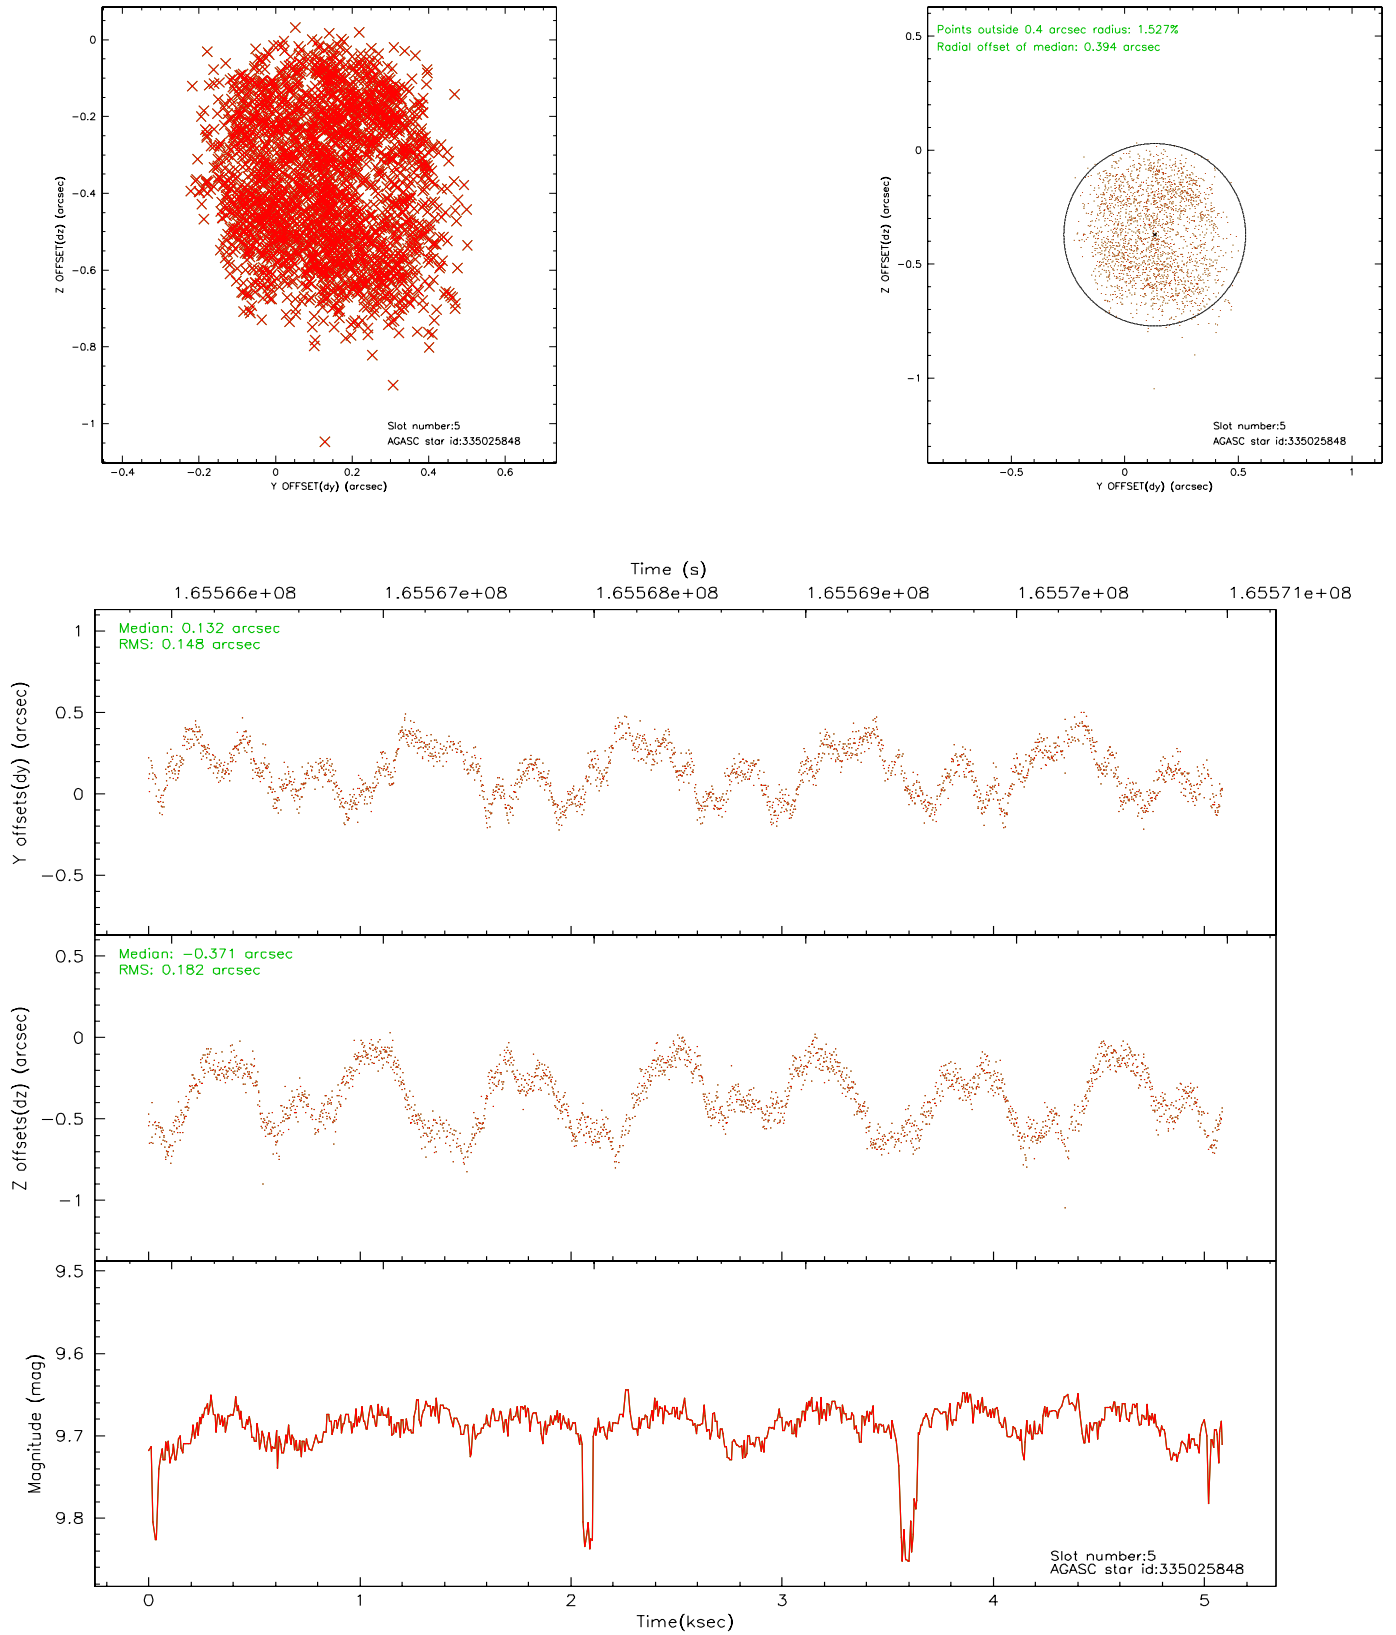 0
−0.2
−0.4
−0.6
−0.8
−1
Z OFFSET(dz) (arcsec)
Slot number:5
AGASC star id:335025848
−0.4 −0.2 0 0.2 0.4 0.6
Y OFFSET(dy) (arcsec)
Points outside 0.4 arcsec radius: 1.527%
Radial offset of median: 0.394 arcsec
0.5
0
−0.5
−1
Z OFFSET(dz) (arcsec)
Slot number:5
AGASC star id:335025848
−0.5 0 0.5 1
Y OFFSET(dy) (arcsec)
Time (s)
1.65566e+08 1.65567e+08 1.65568e+08 1.65569e+08 1.6557e+08 1.65571e+08
Median: 0.132 arcsec
RMS: 0.148 arcsec
1
0.5
0
−0.5
Y offsets(dy) (arcsec)
Median: −0.371 arcsec
RMS: 0.182 arcsec
0.5
0
−0.5
−1
Z offsets(dz) (arcsec)
9.5
9.6
9.7
9.8
Magnitude (mag)
Slot number:5
AGASC star id:335025848
0 1 2 3 4 5
Time(ksec)